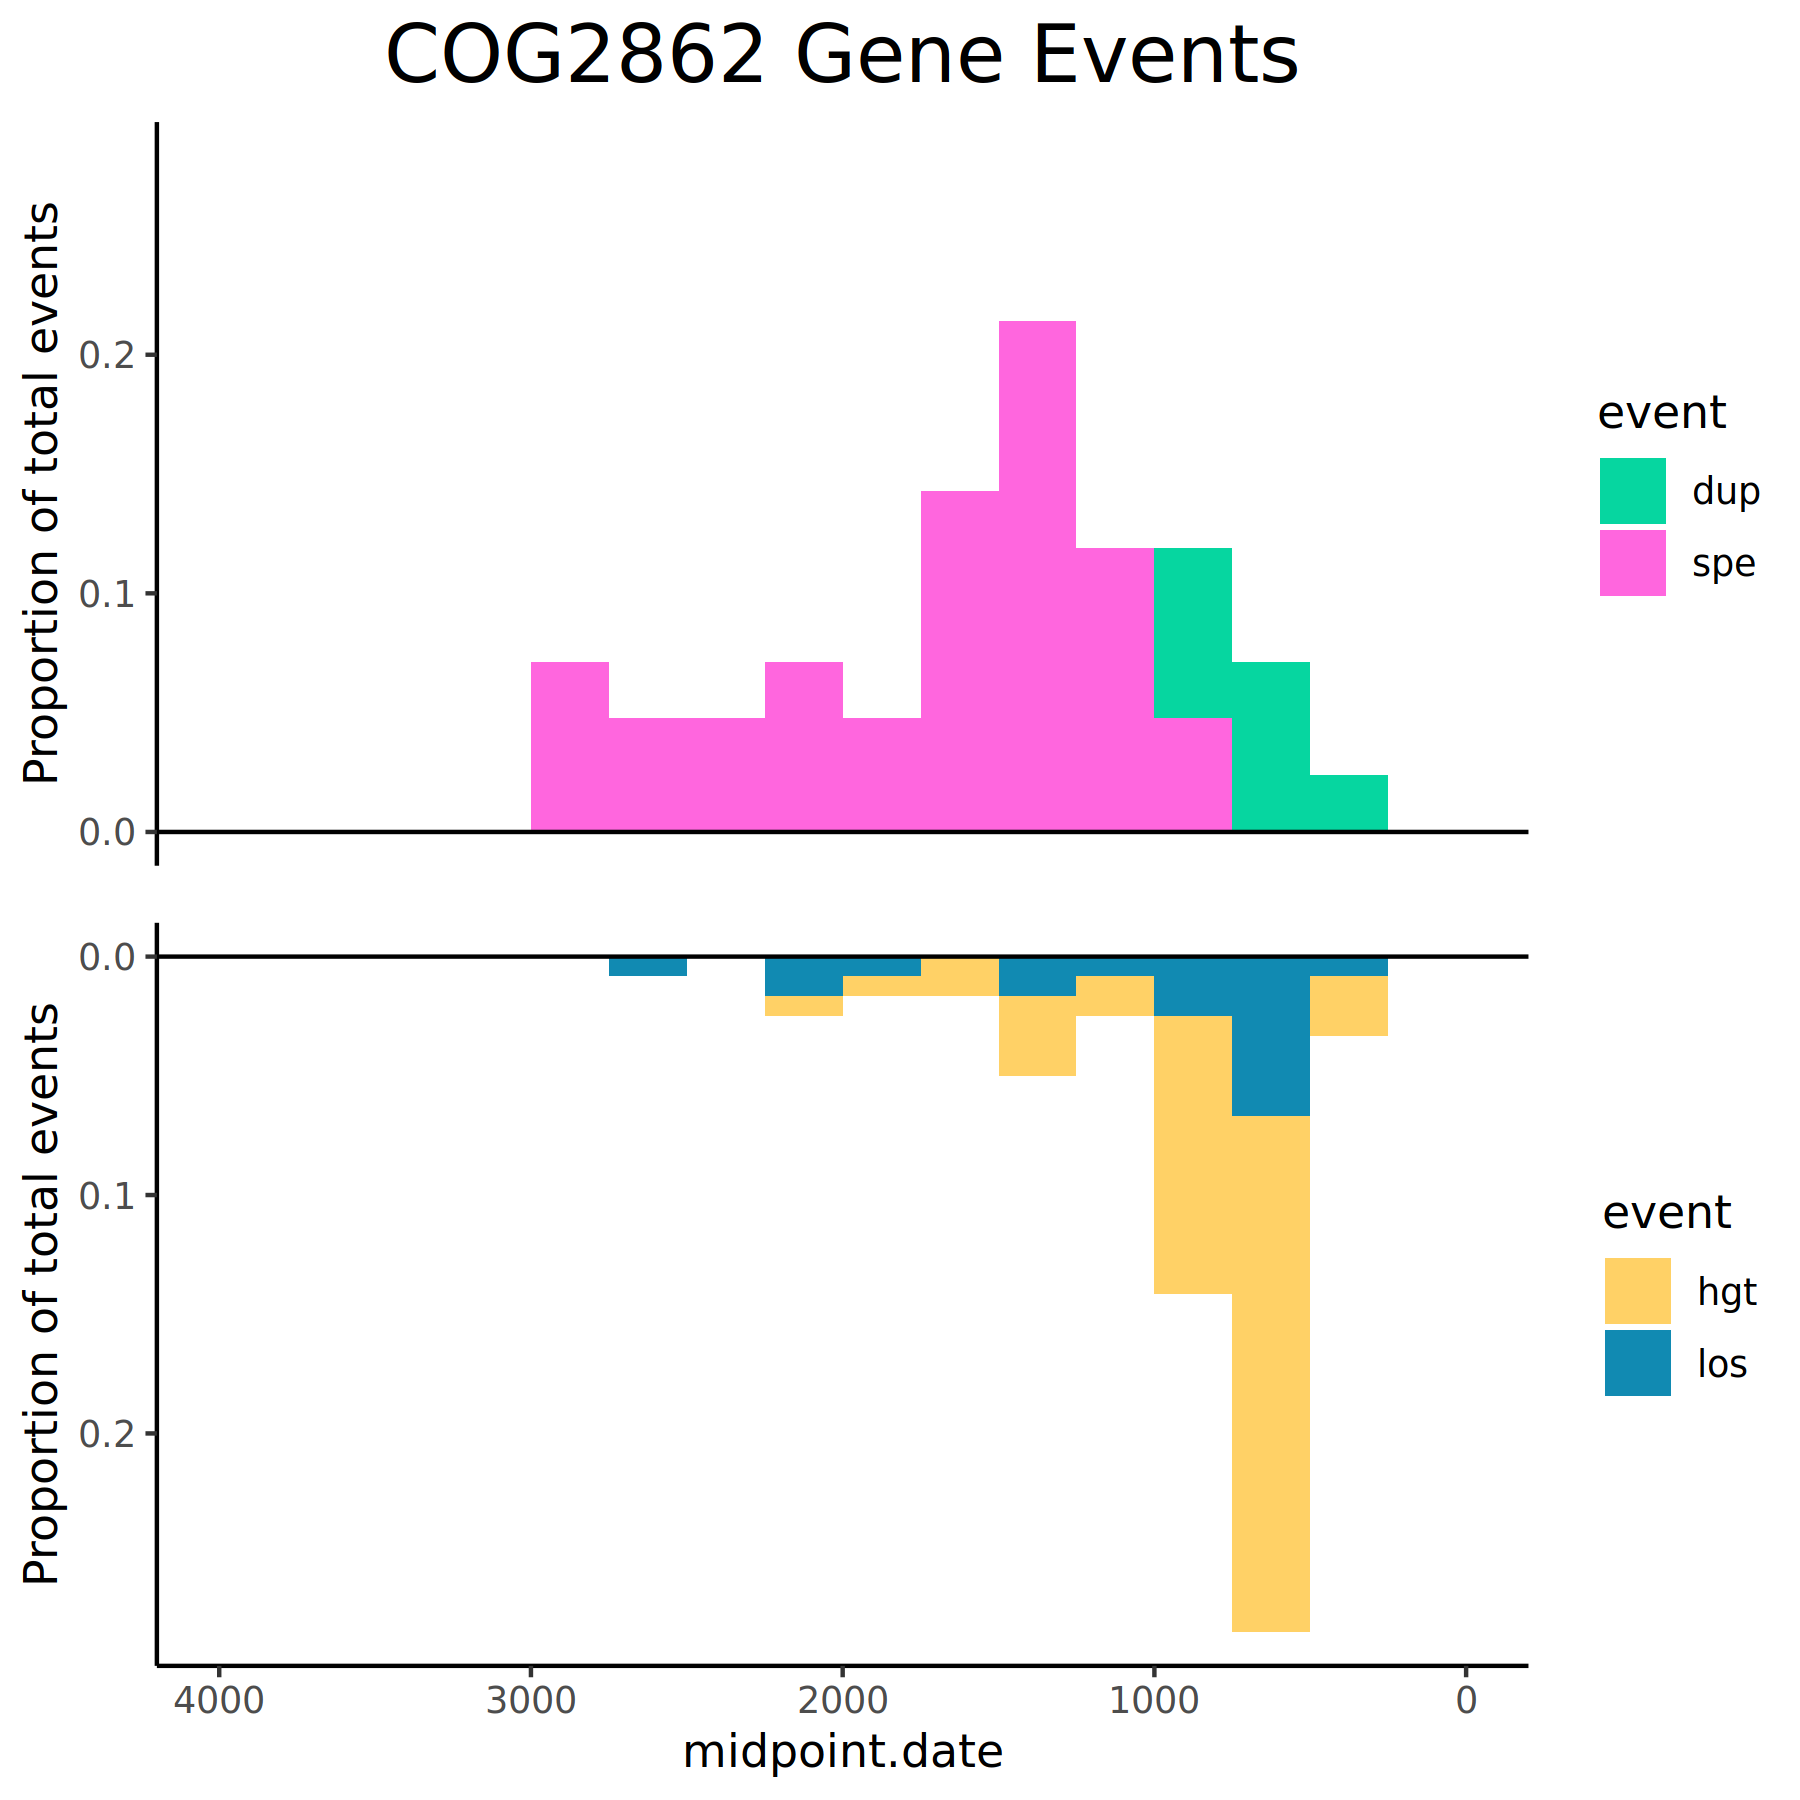 COG2862 Gene Events
Proportion of total events
0.2
0.1
0.0
event
dup
spe
Proportion of total events
0.0
0.1
0.2
event
hgt
los
4000 3000 2000 1000 0
midpoint.date